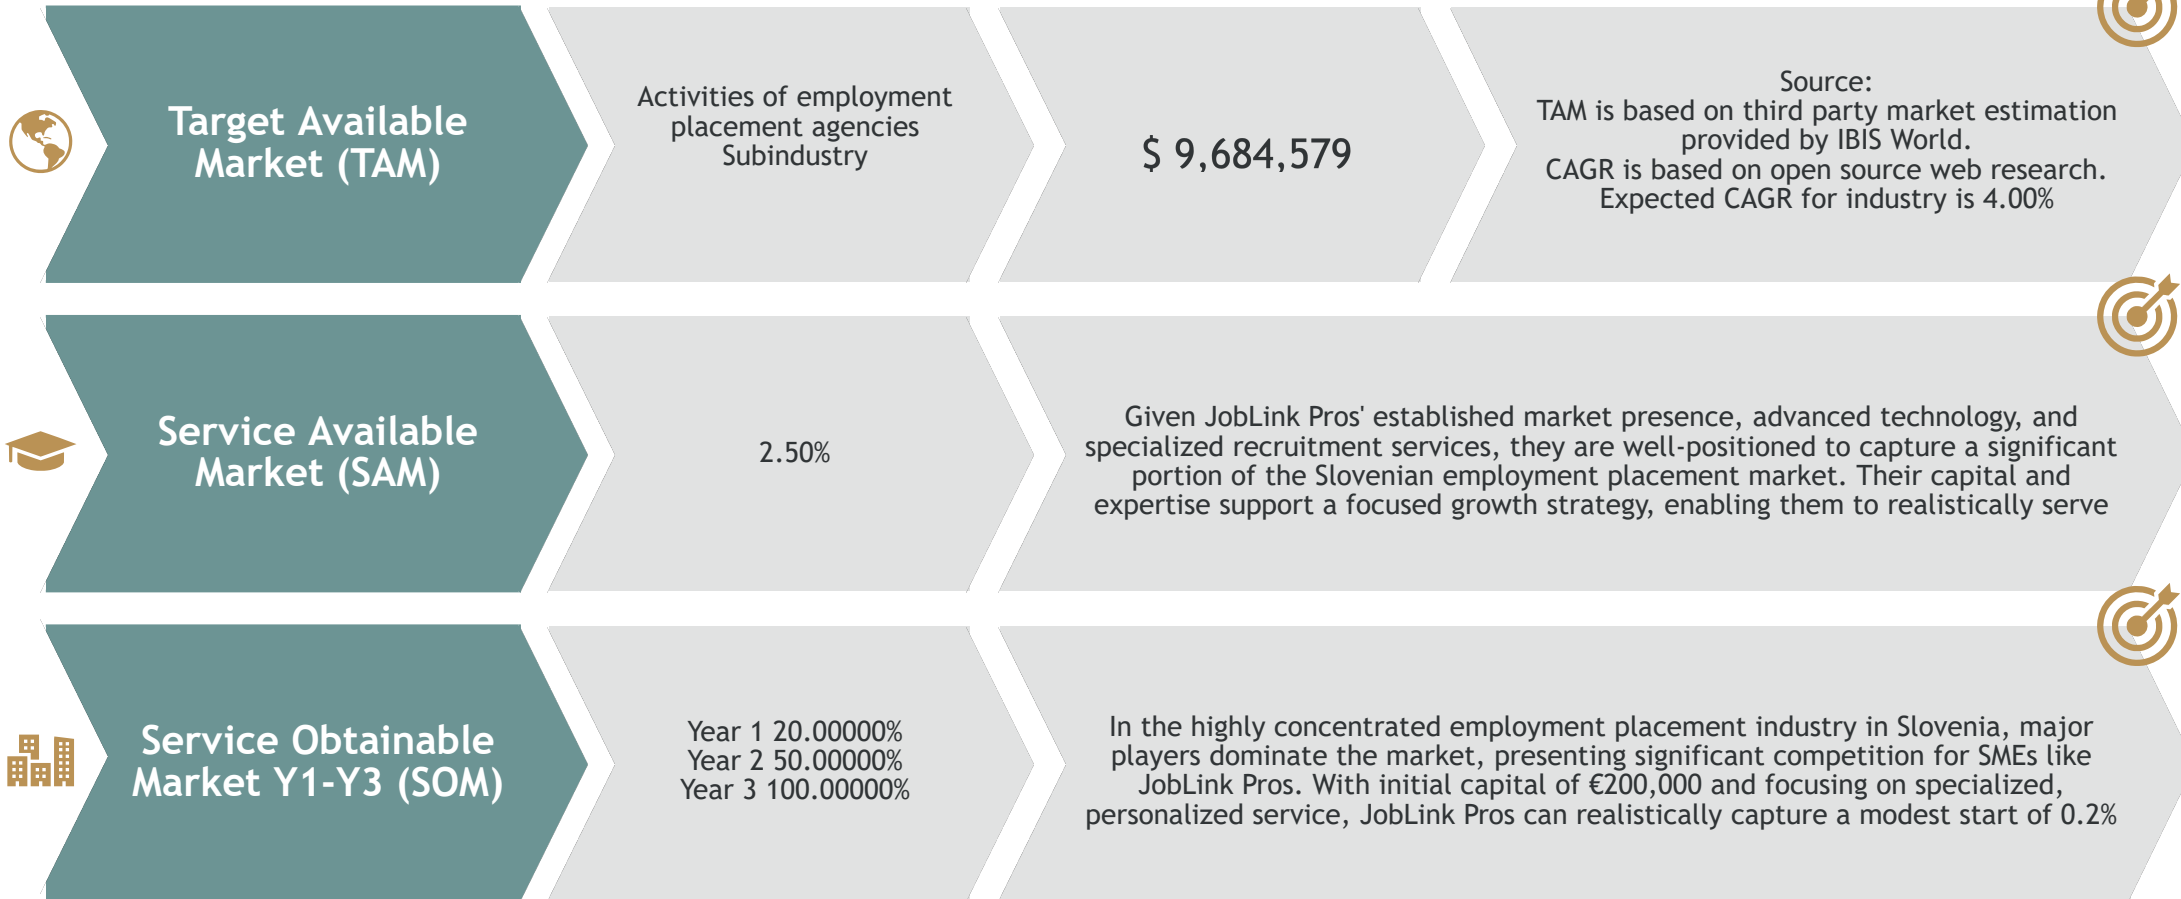 Target Available
Market (TAM)
Activities of employment
placement agencies
Subindustry
$ 9,684,579
Source:
TAM is based on third party market estimation
provided by IBIS World.
CAGR is based on open source web research.
Expected CAGR for industry is 4.00%
Service Available
Market (SAM)
2.50%
Given JobLink Pros' established market presence, advanced technology, and
specialized recruitment services, they are well-positioned to capture a significant
portion of the Slovenian employment placement market. Their capital and
expertise support a focused growth strategy, enabling them to realistically serve
Service Obtainable
Market Y1-Y3 (SOM)
Year 1 20.00000%
Year 2 50.00000%
Year 3 100.00000%
In the highly concentrated employment placement industry in Slovenia, major
players dominate the market, presenting significant competition for SMEs like
JobLink Pros. With initial capital of €200,000 and focusing on specialized,
personalized service, JobLink Pros can realistically capture a modest start of 0.2%